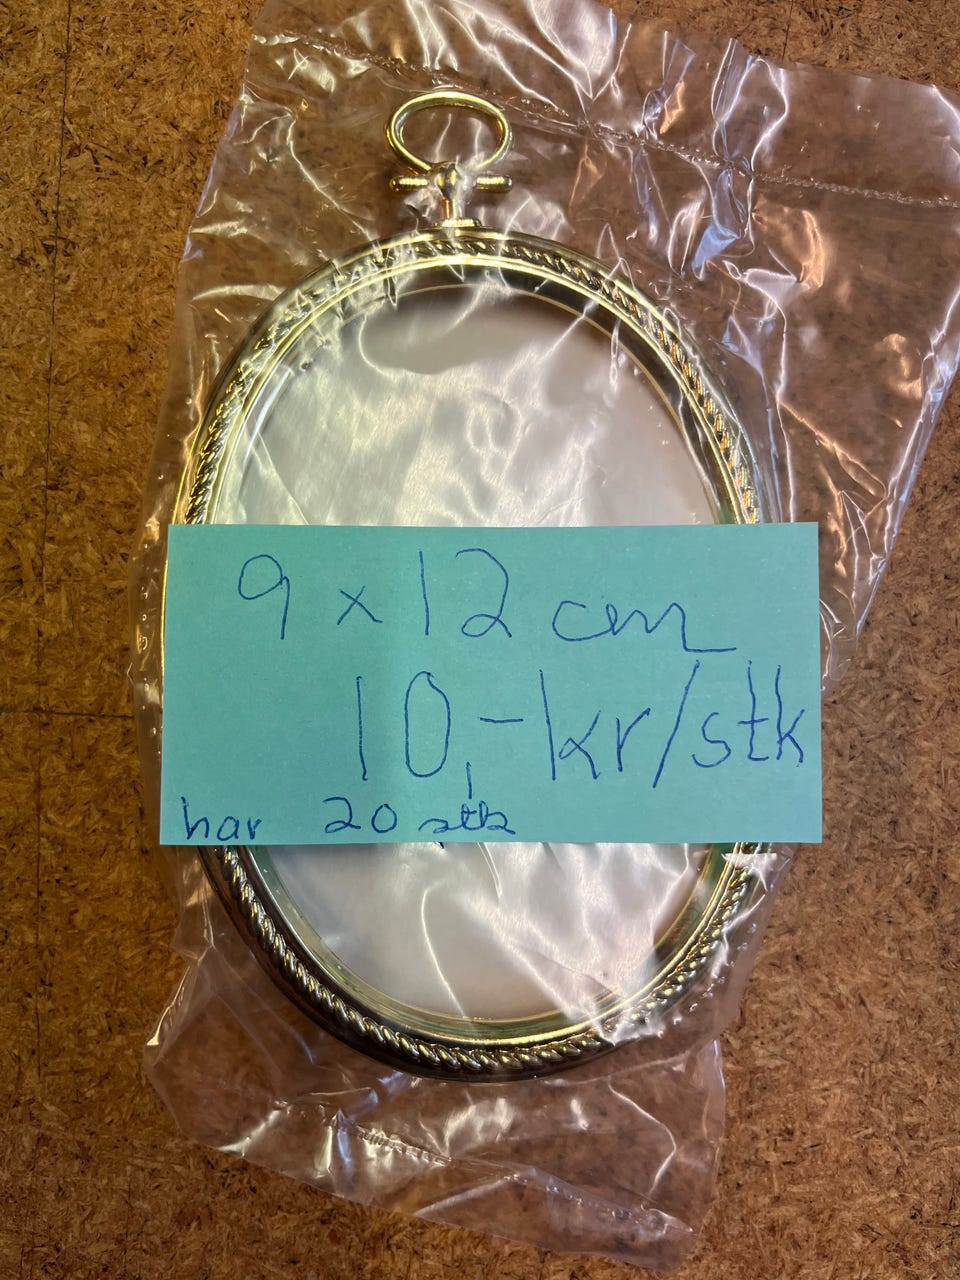 9 x 12 cm
10,- kr/stk
har 20 stk